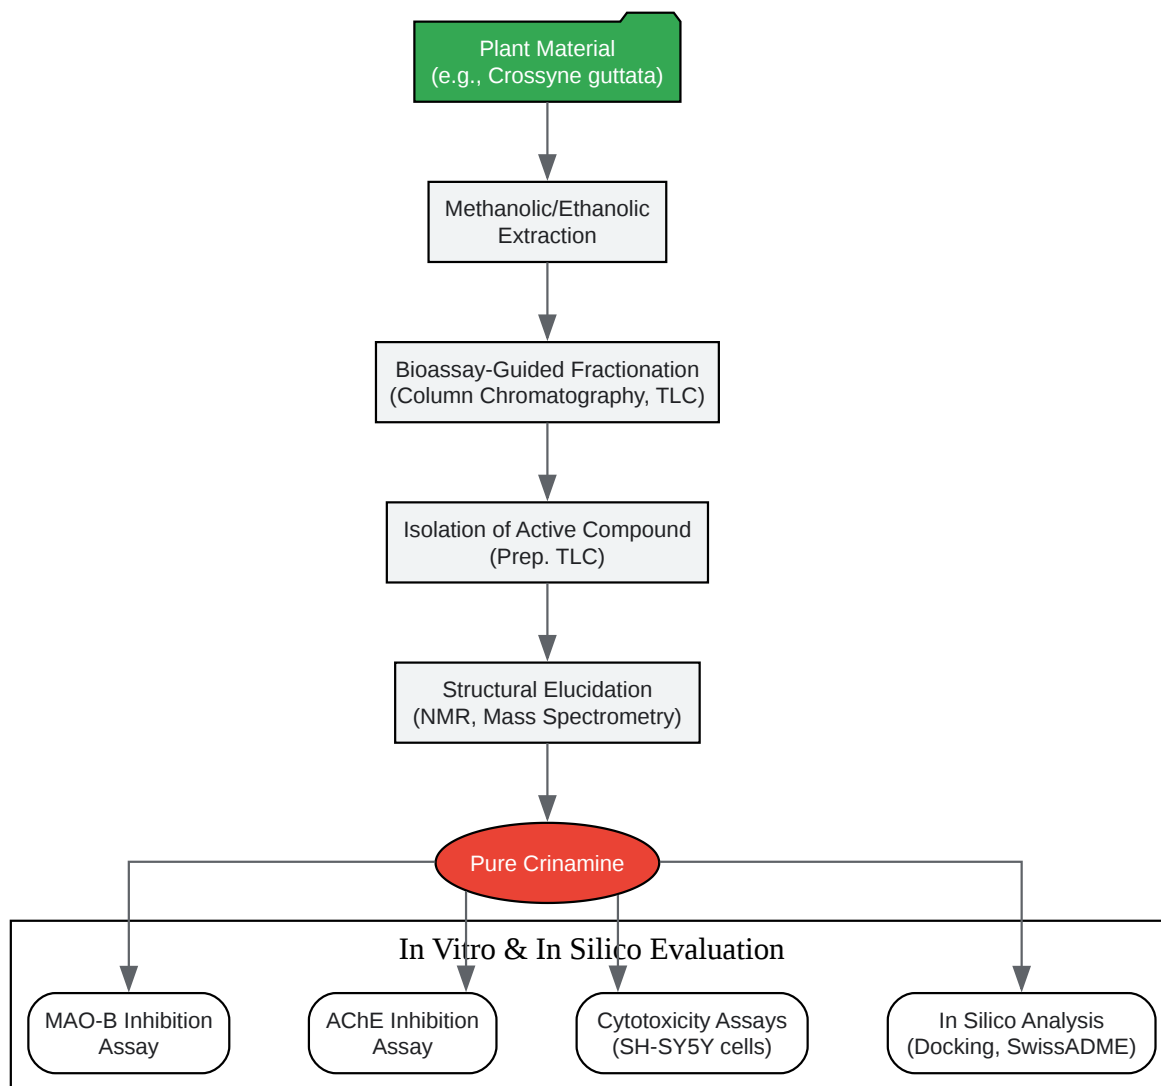 Plant Material
(e.g., Crossyne guttata)
Methanolic/Ethanolic
Extraction
Bioassay-Guided Fractionation
(Column Chromatography, TLC)
Isolation of Active Compound
(Prep. TLC)
Structural Elucidation
(NMR, Mass Spectrometry)
Pure Crinamine
In Vitro & In Silico Evaluation
MAO-B Inhibition
Assay
AChE Inhibition
Assay
Cytotoxicity Assays
(SH-SY5Y cells)
In Silico Analysis
(Docking, SwissADME)